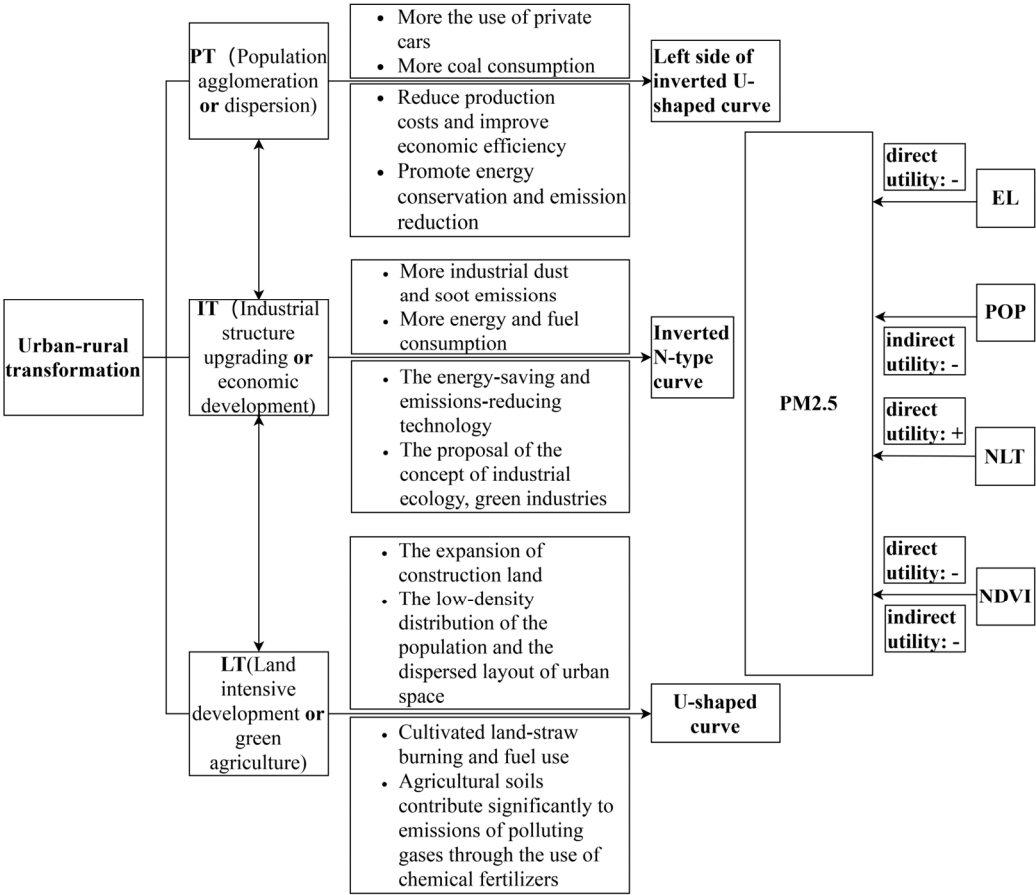 Urban-rural
transformation
PT（Population
agglomeration
or dispersion)
IT（Industrial
structure
upgrading or
economic
development)
LT(Land
intensive
development or
green
agriculture)
• More the use of private
cars
• More coal consumption
• Reduce production
costs and improve
economic efficiency
• Promote energy
conservation and emission
reduction
• More industrial dust
and soot emissions
• More energy and fuel
consumption
• The energy-saving and
emissions-reducing
technology
• The proposal of the
concept of industrial
ecology, green industries
• The expansion of
construction land
• The low-density
distribution of the
population and the
dispersed layout of urban
space
• Cultivated land-straw
burning and fuel use
• Agricultural soils
contribute significantly to
emissions of polluting
gases through the use of
chemical fertilizers
Left side of
inverted U-
shaped curve
Inverted
N-type
curve
U-shaped
curve
PM2.5
direct
utility: -
EL
POP
indirect
utility: -
direct
utility: +
NLT
direct
utility: -
NDVI
indirect
utility: -